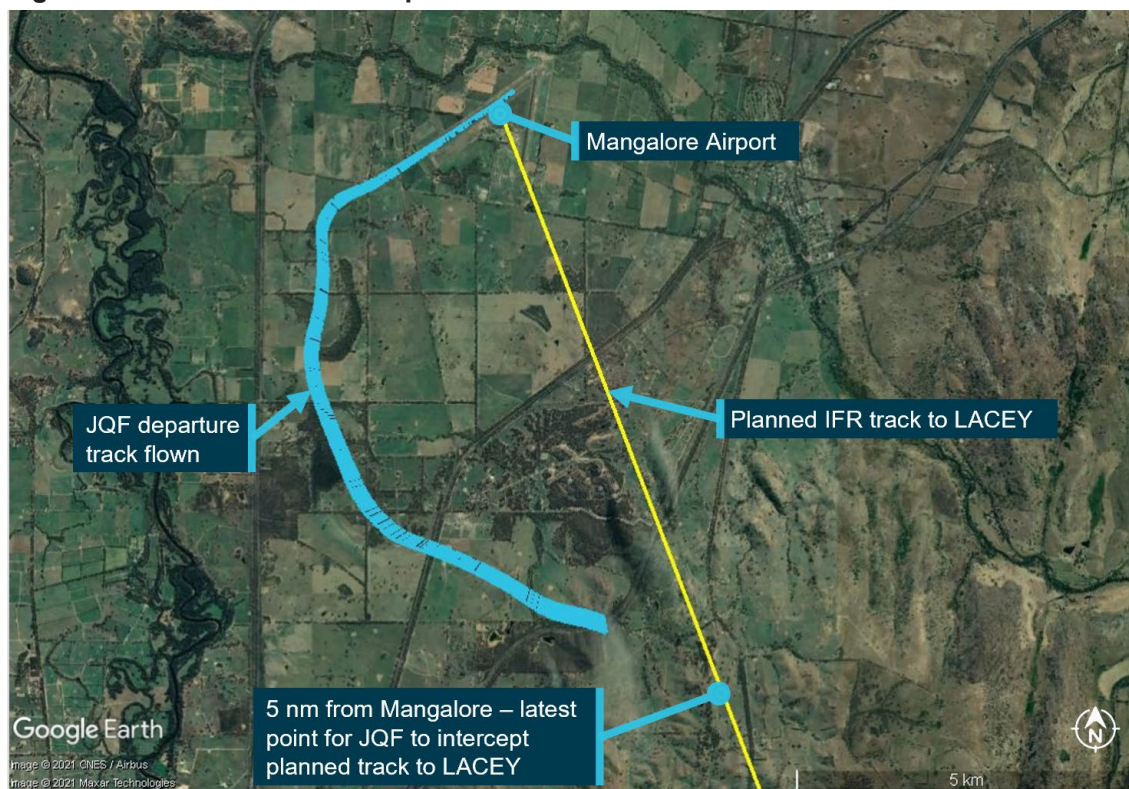 Mangalore Airport
JQF departure
track flown
Planned IFR track to LACEY
5 nm from Mangalore – latest
point for JQF to intercept
planned track to LACEY
Google Earth
N
Image © 2021 CNES / Airbus
Image © 2021 Maxar Technologies
5 km